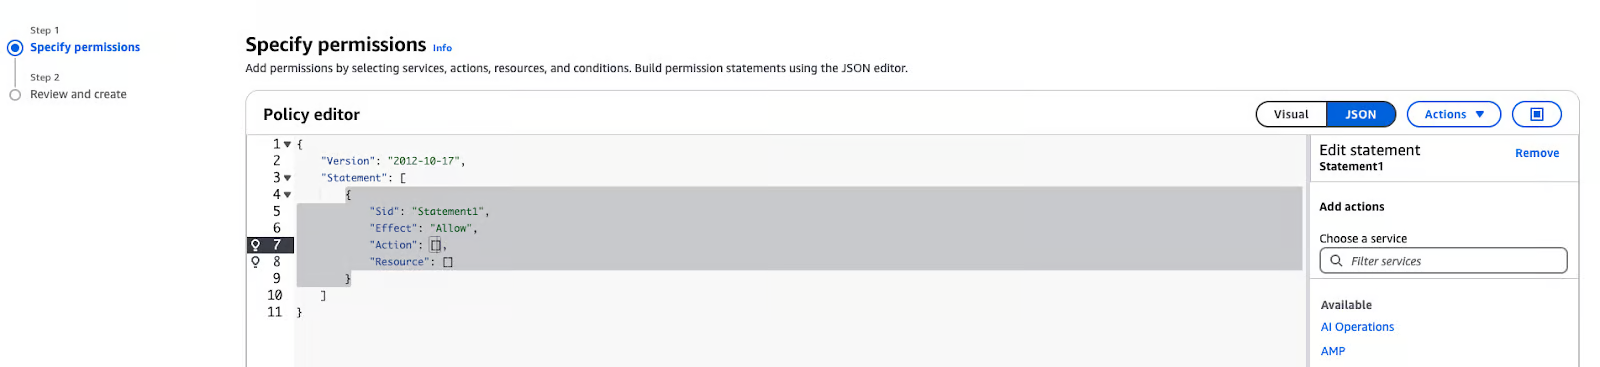 Step 1
Specify permissions
Step 2
Review and create
Specify permissions Info
Add permissions by selecting services, actions, resources, and conditions. Build permission statements using the JSON editor.
Policy editor
Visual JSON Actions
1 {
2 "Version": "2012-10-17",
3 "Statement": [
4 {
5 "Sid": "Statement1",
6 "Effect": "Allow",
7 "Action": [],
8 "Resource": []
9 }
10 ]
11 }
Edit statement Remove
Statement1
Add actions
Choose a service
Filter services
Available
AI Operations
AMP